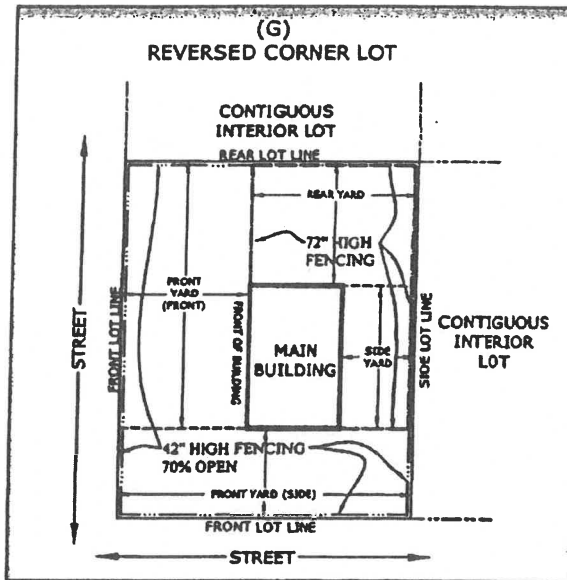 (G)
REVERSED CORNER LOT
CONTIGUOUS
INTERIOR LOT
REAR LOT LINE
REAR YARD
72" HIGH
FENCING
FRONT
YARD
(FRONT)
FRONT OF BUILDING
MAIN
BUILDING
SIDE
YARD
SIDE LOT LINE
CONTIGUOUS
INTERIOR
LOT
STREET
FRONT LOT LINE
42" HIGH FENCING
70% OPEN
FRONT YARD (SIDE)
FRONT LOT LINE
STREET